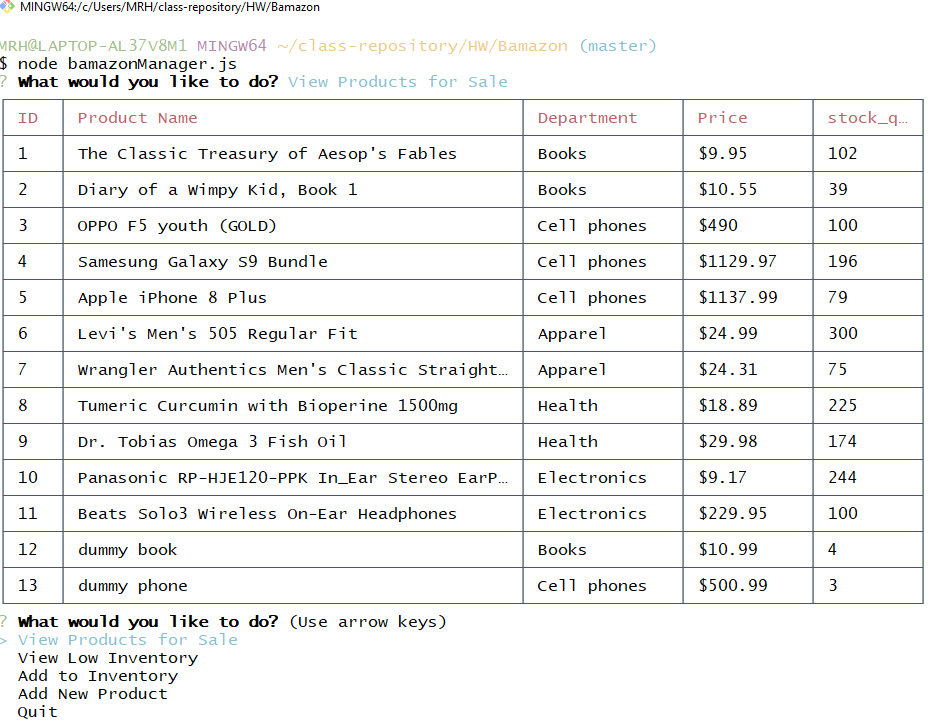 MINGW64:/c/Users/MRH/class-repository/HW/Bamazon
MRH@LAPTOP-AL37V8M1 MINGW64 ~/class-repository/HW/Bamazon (master)
$ node bamazonManager.js
? What would you like to do? View Products for Sale
ID Product Name Department Price stock_q…
1 The Classic Treasury of Aesop's Fables Books $9.95 102
2 Diary of a Wimpy Kid, Book 1 Books $10.55 39
3 OPPO F5 youth (GOLD) Cell phones $490 100
4 Samesung Galaxy S9 Bundle Cell phones $1129.97 196
5 Apple iPhone 8 Plus Cell phones $1137.99 79
6 Levi's Men's 505 Regular Fit Apparel $24.99 300
7 Wrangler Authentics Men's Classic Straight… Apparel $24.31 75
8 Tumeric Curcumin with Bioperine 1500mg Health $18.89 225
9 Dr. Tobias Omega 3 Fish Oil Health $29.98 174
10 Panasonic RP-HJE120-PPK In_Ear Stereo EarP… Electronics $9.17 244
11 Beats Solo3 Wireless On-Ear Headphones Electronics $229.95 100
12 dummy book Books $10.99 4
13 dummy phone Cell phones $500.99 3
? What would you like to do? (Use arrow keys)
> View Products for Sale
View Low Inventory
Add to Inventory
Add New Product
Quit